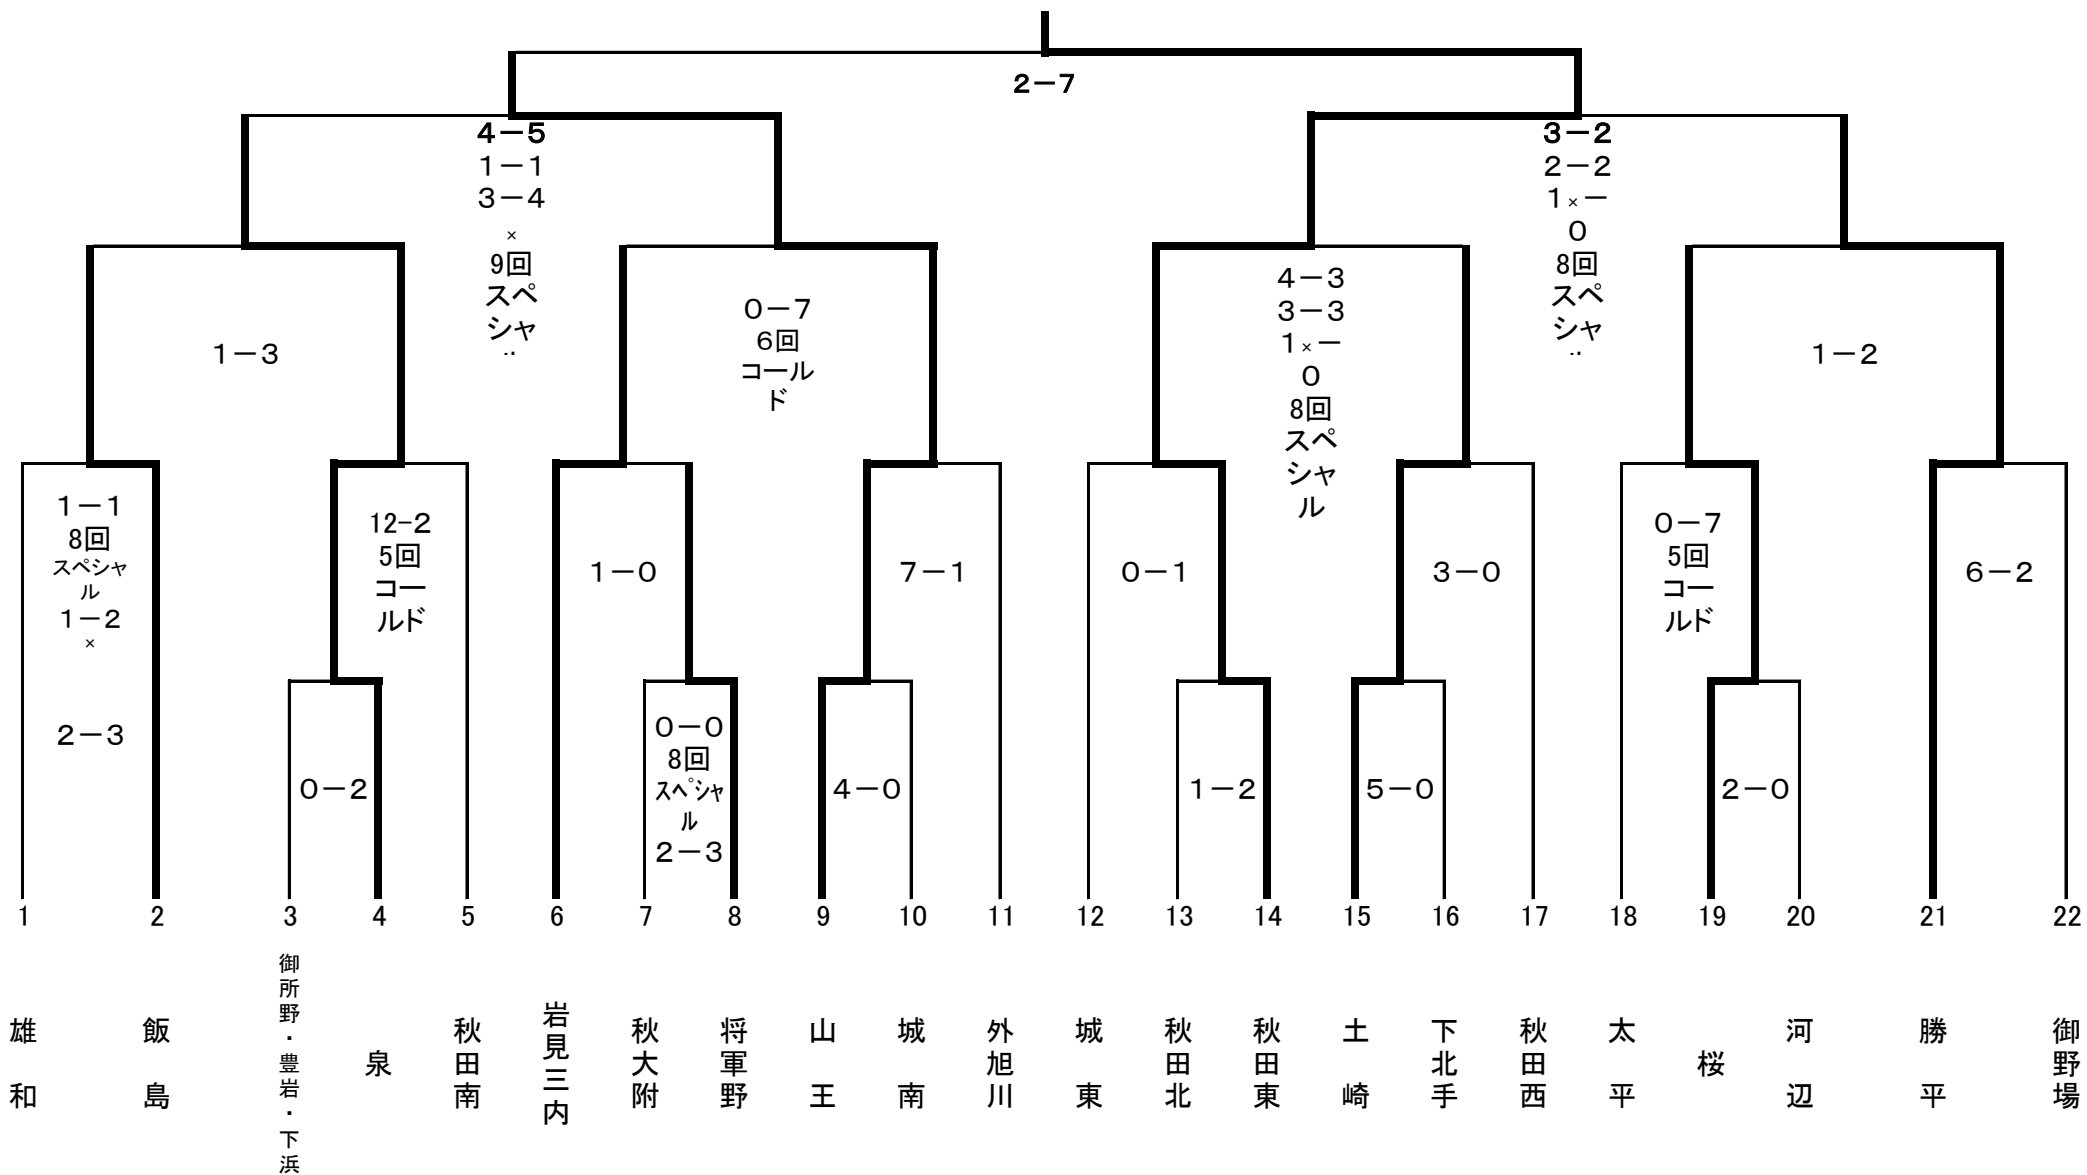 2－7
4－5
1－1
3－4
×
9回
スペ
シャ
3－2
2－2
1×－
0
8回
スペ
シャ
1－3
0－7
6回
コール
ド
4－3
3－3
1×－
0
8回
スペ
シャ
ル
1－2
1－1
8回
スペシャ
ル
1－2
×
2－3
12-2
5回
コー
ルド
1－0
7－1
0－1
3－0
0－7
5回
コー
ルド
6－2
0－2
0－0
8回
スペシャ
ル
2－3
4－0
1－2
5－0
2－0
1 2 3 4 5 6 7 8 9 10 11 12 13 14 15 16 17 18 19 20 21 22
雄和
飯島
御所野・豊岩・下浜
泉
秋田南
岩見三内
秋大附
将軍野
山王
城南
外旭川
城東
秋田北
秋田東
土崎
下北手
秋田西
太平
桜
河辺
勝平
御野場